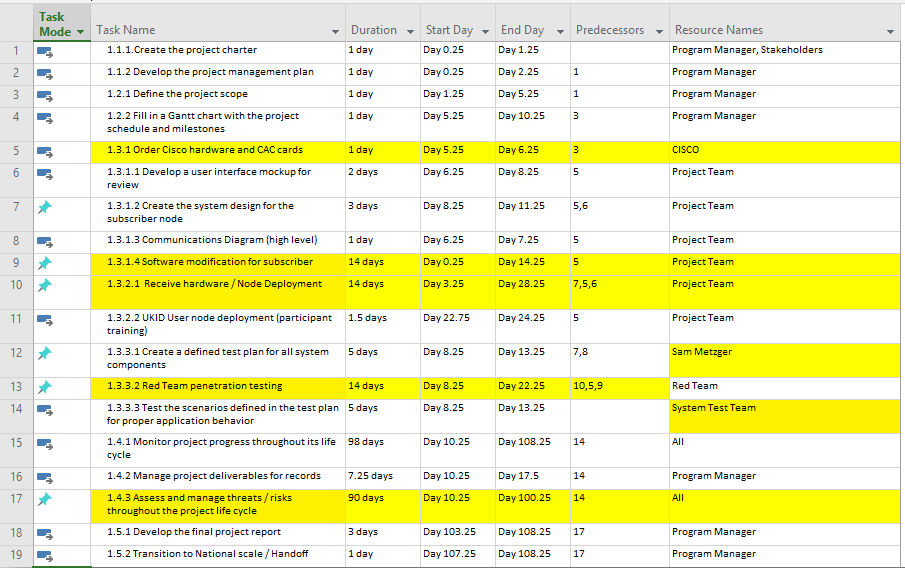 Task Mode Task Name Duration Start Day End Day Predecessors Resource Names
1 1.1.1.Create the project charter 1 day Day 0.25 Day 1.25 Program Manager, Stakeholders
2 1.1.2 Develop the project management plan 1 day Day 0.25 Day 2.25 1 Program Manager
3 1.2.1 Define the project scope 1 day Day 1.25 Day 5.25 1 Program Manager
4 1.2.2 Fill in a Gantt chart with the project 1 day Day 5.25 Day 10.25 3 Program Manager
schedule and milestones
5 1.3.1 Order Cisco hardware and CAC cards 1 day Day 5.25 Day 6.25 3 CISCO
6 1.3.1.1 Develop a user interface mockup for 2 days Day 6.25 Day 8.25 5 Project Team
review
7 1.3.1.2 Create the system design for the 3 days Day 8.25 Day 11.25 5,6 Project Team
subscriber node
8 1.3.1.3 Communications Diagram (high level) 1 day Day 6.25 Day 7.25 5 Project Team
9 1.3.1.4 Software modification for subscriber 14 days Day 0.25 Day 14.25 5 Project Team
10 1.3.2.1 Receive hardware / Node Deployment 14 days Day 3.25 Day 28.25 7,5,6 Project Team
11 1.3.2.2 UKID User node deployment (participant 1.5 days Day 22.75 Day 24.25 5 Project Team
training)
12 1.3.3.1 Create a defined test plan for all system 5 days Day 8.25 Day 13.25 7,8 Sam Metzger
components
13 1.3.3.2 Red Team penetration testing 14 days Day 8.25 Day 22.25 10,5,9 Red Team
14 1.3.3.3 Test the scenarios defined in the test plan 5 days Day 8.25 Day 13.25 System Test Team
for proper application behavior
15 1.4.1 Monitor project progress throughout its life 98 days Day 10.25 Day 108.25 14 All
cycle
16 1.4.2 Manage project deliverables for records 7.25 days Day 10.25 Day 17.5 14 Program Manager
17 1.4.3 Assess and manage threats / risks 90 days Day 10.25 Day 100.25 14 All
throughout the project life cycle
18 1.5.1 Develop the final project report 3 days Day 103.25 Day 108.25 17 Program Manager
19 1.5.2 Transition to National scale / Handoff 1 day Day 107.25 Day 108.25 17 Program Manager